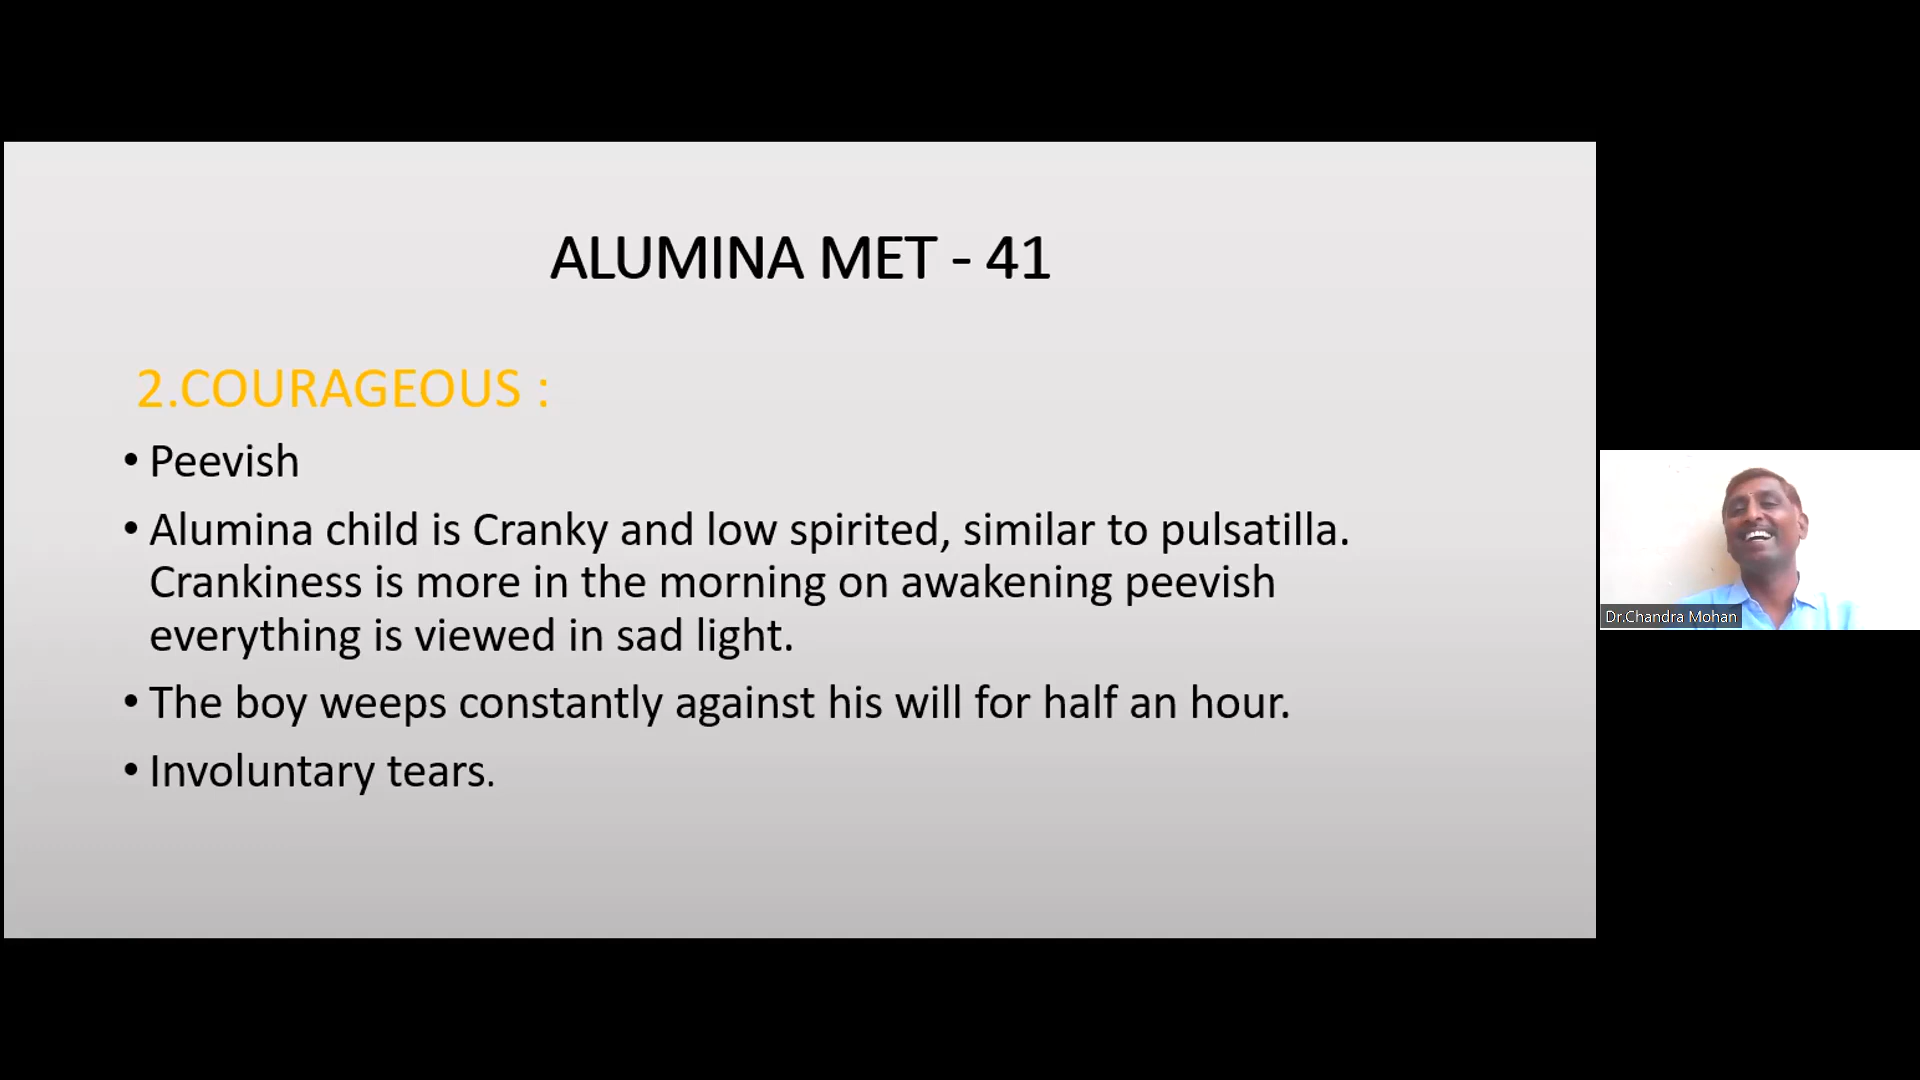 ALUMINA MET - 41
2.COURAGEOUS :
• Peevish
• Alumina child is Cranky and low spirited, similar to pulsatilla.
Crankiness is more in the morning on awakening peevish
everything is viewed in sad light.
• The boy weeps constantly against his will for half an hour.
• Involuntary tears.
Dr.Chandra Mohan